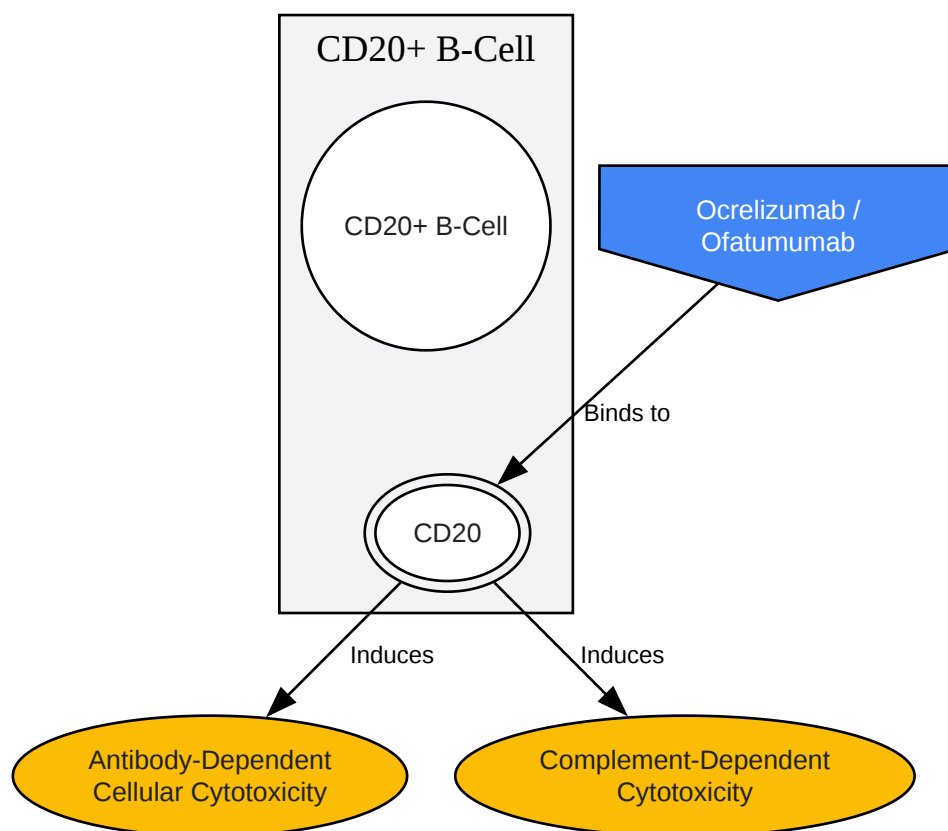 CD20+ B-Cell
CD20+ B-Cell
Ocrelizumab /
Ofatumumab
Binds to
CD20
Induces
Induces
Antibody-Dependent
Cellular Cytotoxicity
Complement-Dependent
Cytotoxicity